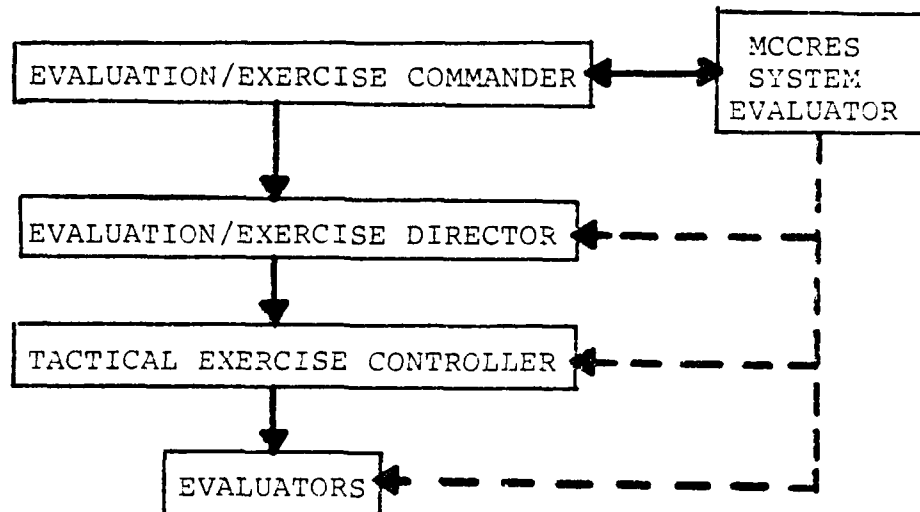 EVALUATION/EXERCISE COMMANDER
MCCRES
SYSTEM
EVALUATOR
EVALUATION/EXERCISE DIRECTOR
TACTICAL EXERCISE CONTROLLER
EVALUATORS